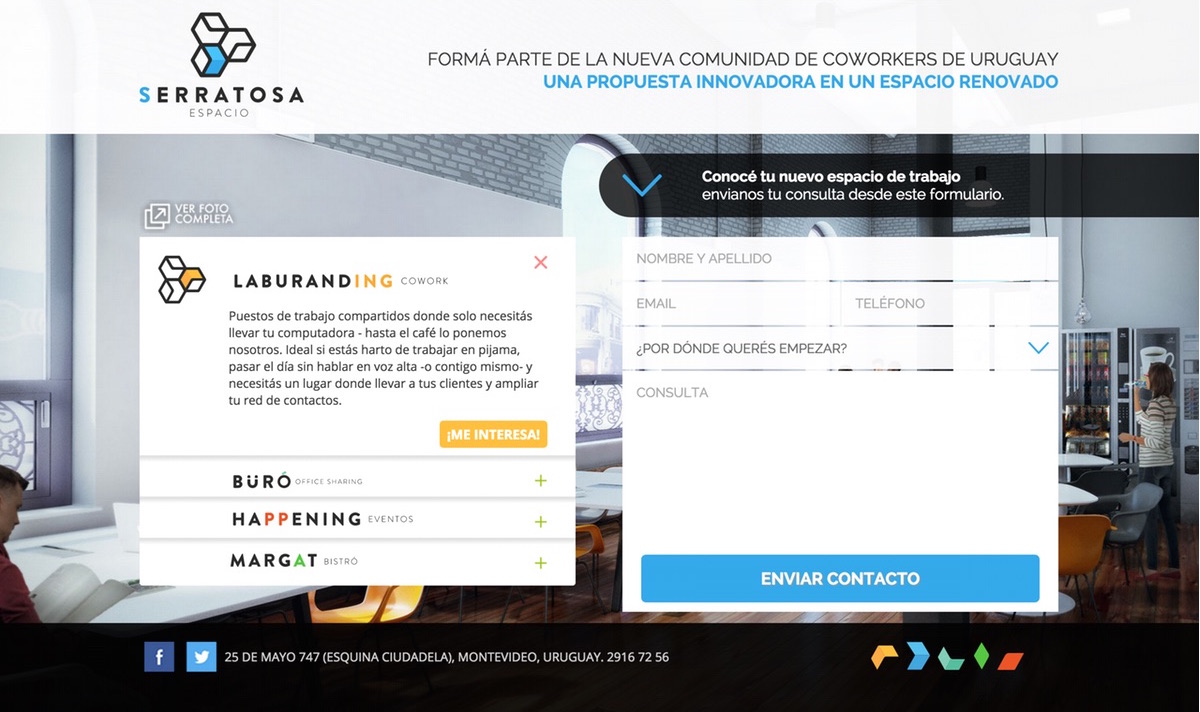 SERRATOSA
ESPACIO
FORMÁ PARTE DE LA NUEVA COMUNIDAD DE COWORKERS DE URUGUAY
UNA PROPUESTA INNOVADORA EN UN ESPACIO RENOVADO
Conocé tu nuevo espacio de trabajo
envianos tu consulta desde este formulario.
VER FOTO
COMPLETA
LABURANDING COWORK
Puestos de trabajo compartidos donde solo necesitás
llevar tu computadora - hasta el café lo ponemos
nosotros. Ideal si estás harto de trabajar en pijama,
pasar el día sin hablar en voz alta -o contigo mismo- y
necesitás un lugar donde llevar a tus clientes y ampliar
tu red de contactos.
¡ME INTERESA!
BÜRÓ OFFICE SHARING
HAPPENING EVENTOS
MARGAT BISTRÓ
NOMBRE Y APELLIDO
EMAIL TELÉFONO
¿POR DÓNDE QUERÉS EMPEZAR?
CONSULTA
ENVIAR CONTACTO
25 DE MAYO 747 (ESQUINA CIUDADELA), MONTEVIDEO, URUGUAY. 2916 72 56